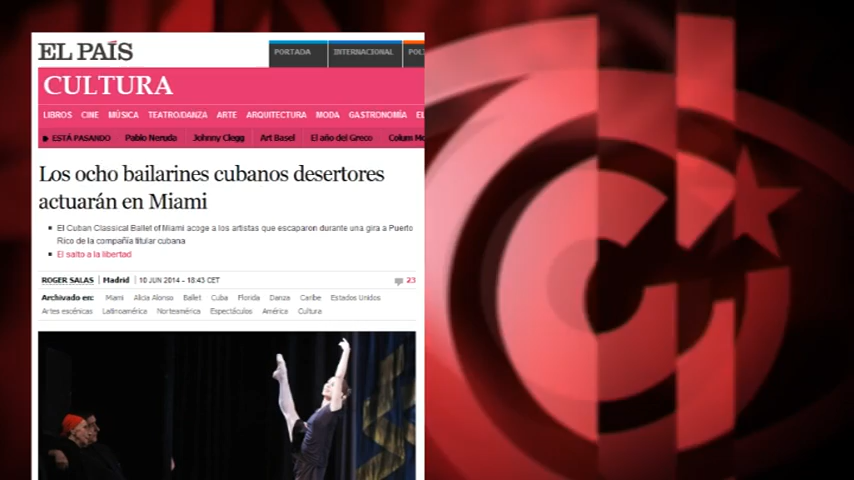 EL PAÍS
PORTADA INTERNACIONAL
CULTURA
LIBROS CINE MÚSICA TEATRO/DANZA ARTE ARQUITECTURA MODA GASTRONOMÍA
ESTÁ PASANDO Pablo Neruda Johnny Clegg Art Basel El año del Greco Colum
Los ocho bailarines cubanos desertores
actuarán en Miami
El Cuban Classical Ballet of Miami acoge a los artistas que escaparon durante una gira a Puerto
Rico de la compañía titular cubana
El salto a la libertad
ROGER SALAS | Madrid | 10 JUN 2014 - 18:43 CET 23
Archivado en: Miami Alicia Alonso Ballet Cuba Florida Danza Caribe Estados Unidos
Artes escénicas Latinoamérica Norteamérica Espectáculos América Cultura